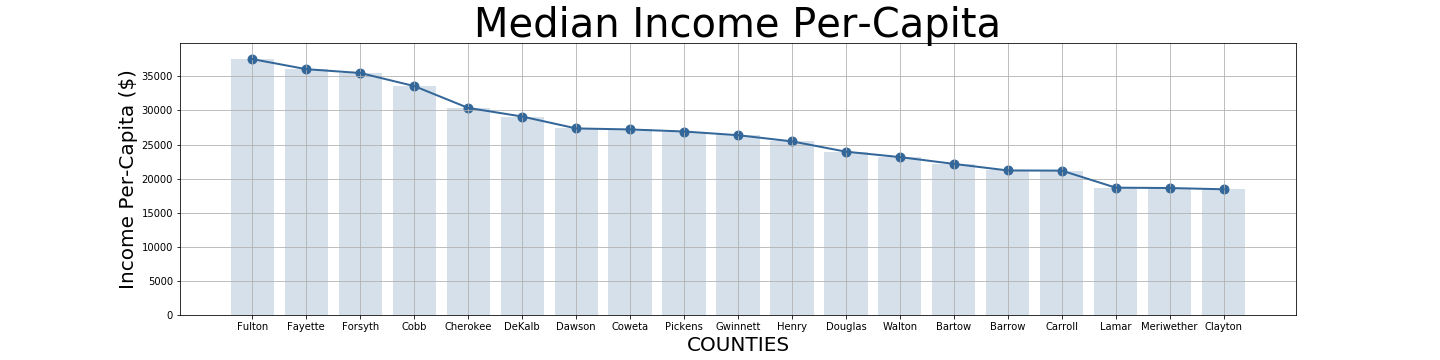 Median Income Per-Capita
Income Per-Capita ($)
35000
30000
25000
20000
15000
10000
5000
0
Fulton Fayette Forsyth Cobb Cherokee DeKalb Dawson Coweta Pickens Gwinnett Henry Douglas Walton Bartow Barrow Carroll Lamar Meriwether Clayton
COUNTIES